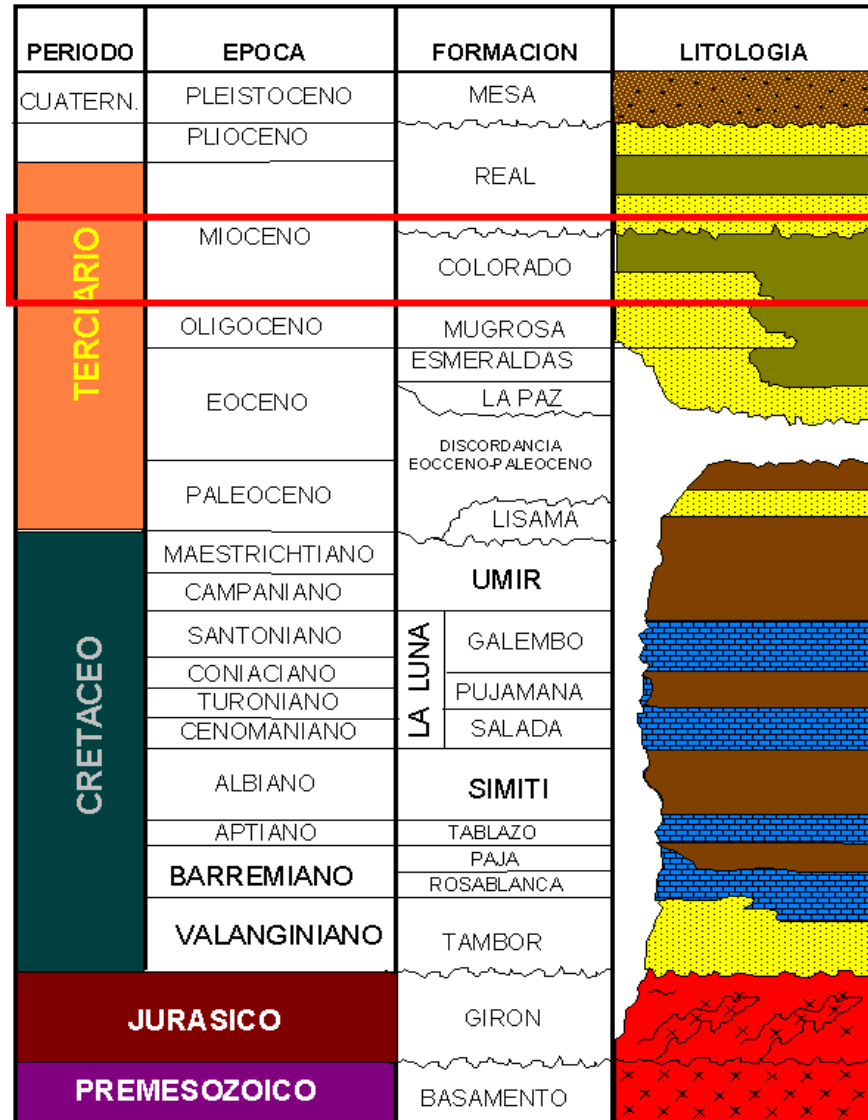 PERIODO EPOCA FORMACION LITOLOGIA
CUATERN. PLEISTOCENO MESA
PLIOCENO
REAL
TERCIARIO
MIOCENO
COLORADO
OLIGOCENO MUGROSA
ESMERALDAS
EOCENO LA PAZ
DISCORDANCIA
EOCCENO-PALEOCENO
PALEOCENO
LISAMA
CRETACEO
MAESTRICHTIANO
UMIR
CAMPANIANO
LA LUNA
SANTONIANO GALEMBO
CONIACIANO
PUJAMANA
TURONIANO
CENOMANIANO SALADA
ALBIANO SIMITI
APTIANO TABLAZO
PAJA
BARREMIANO
ROSABLANCA
VALANGINIANO
TAMBOR
JURASICO GIRON
PREMESOZOICO BASAMENTO